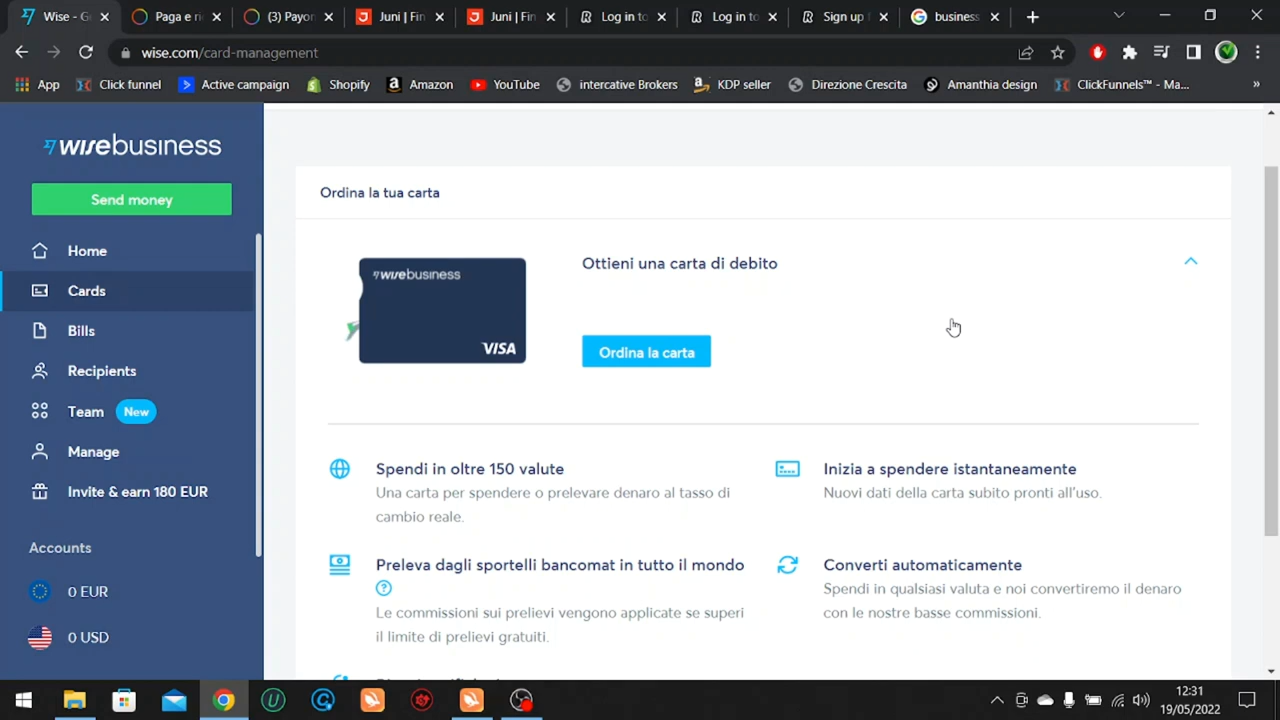 Wise - G
Paga e ri
(3) Payon
Juni | Fin
Juni | Fin
Log in to
Log in to
Sign up
business
wise.com/card-management
App
Click funnel
Active campaign
Shopify
Amazon
YouTube
intercative Brokers
KDP seller
Direzione Crescita
Amanthia design
ClickFunnels™ - Ma...
»
wisebusiness
Send money
Home
Cards
Bills
Recipients
Team New
Manage
Invite & earn 180 EUR
Accounts
0 EUR
0 USD
Ordina la tua carta
wisebusiness
VISA
Ottieni una carta di debito
Ordina la carta
Spendi in oltre 150 valute
Una carta per spendere o prelevare denaro al tasso di
cambio reale.
Inizia a spendere istantaneamente
Nuovi dati della carta subito pronti all'uso.
Preleva dagli sportelli bancomat in tutto il mondo
Le commissioni sui prelievi vengono applicate se superi
il limite di prelievi gratuiti.
Converti automaticamente
Spendi in qualsiasi valuta e noi convertiremo il denaro
con le nostre basse commissioni.
12:31
19/05/2022